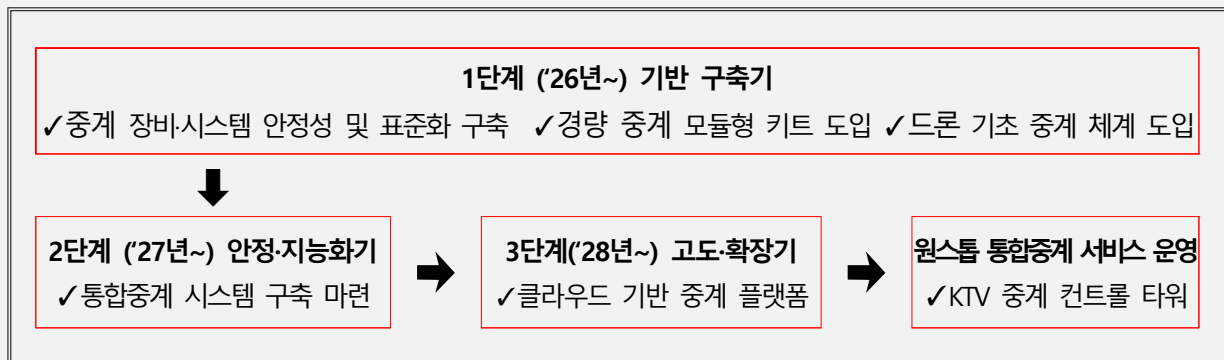 1단계 (‘26년~) 기반 구축기
✓중계 장비·시스템 안정성 및 표준화 구축 ✓경량 중계 모듈형 키트 도입 ✓드론 기초 중계 체계 도입
2단계 (‘27년~) 안정·지능화기
✓통합중계 시스템 구축 마련
3단계(‘28년~) 고도·확장기
✓클라우드 기반 중계 플랫폼
원스톱 통합중계 서비스 운영
✓KTV 중계 컨트롤 타워